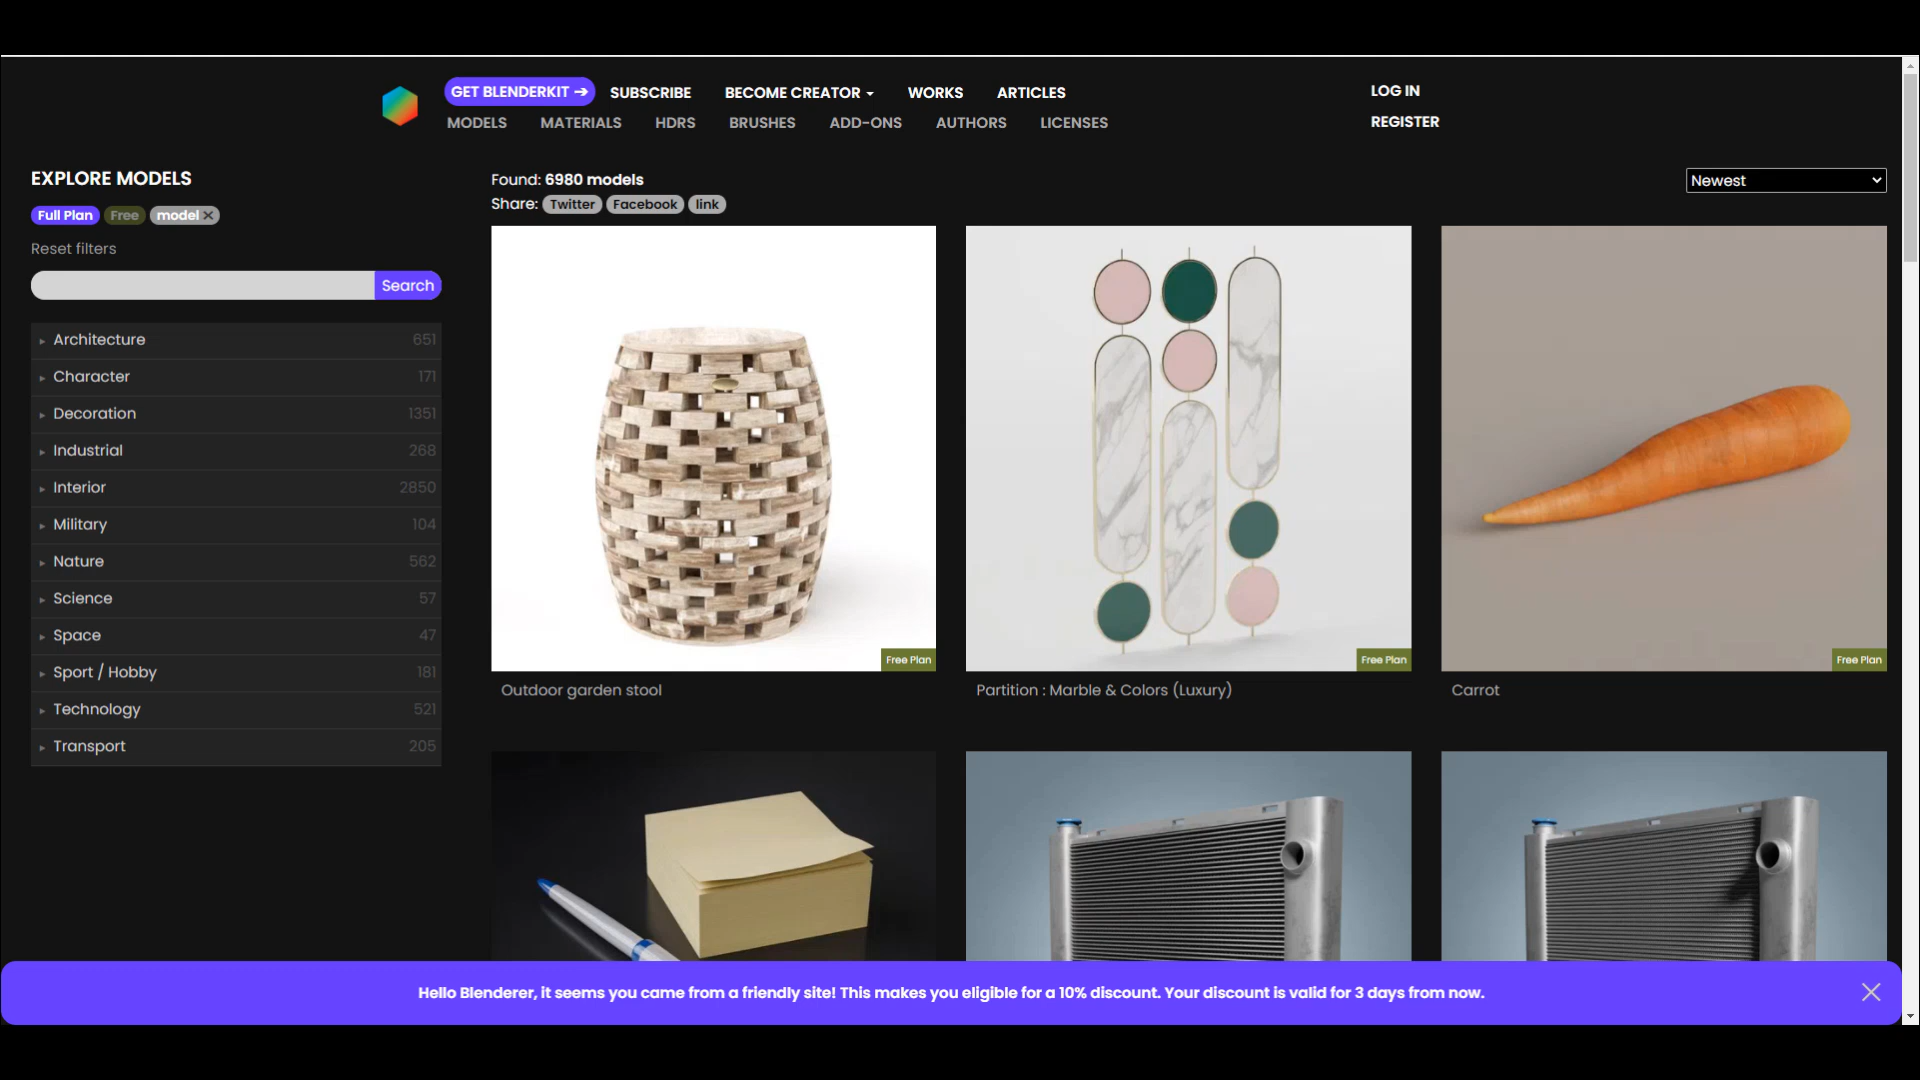 GET BLENDERKIT ➔ SUBSCRIBE BECOME CREATOR WORKS ARTICLES
LOG IN
MODELS MATERIALS HDRS BRUSHES ADD-ONS AUTHORS LICENSES
REGISTER
EXPLORE MODELS
Full Plan Free model ✕
Reset filters
Search
Architecture 651
Character 171
Decoration 1351
Industrial 268
Interior 2850
Military 104
Nature 562
Science 57
Space 47
Sport / Hobby 181
Technology 521
Transport 205
Found: 6980 models
Share: Twitter Facebook link
Newest
Free Plan
Free Plan
Free Plan
Outdoor garden stool
Partition : Marble & Colors (Luxury)
Carrot
Hello Blenderer, it seems you came from a friendly site! This makes you eligible for a 10% discount. Your discount is valid for 3 days from now.